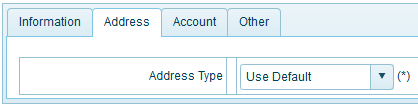 Information Address Account Other
Address Type Use Default (*)